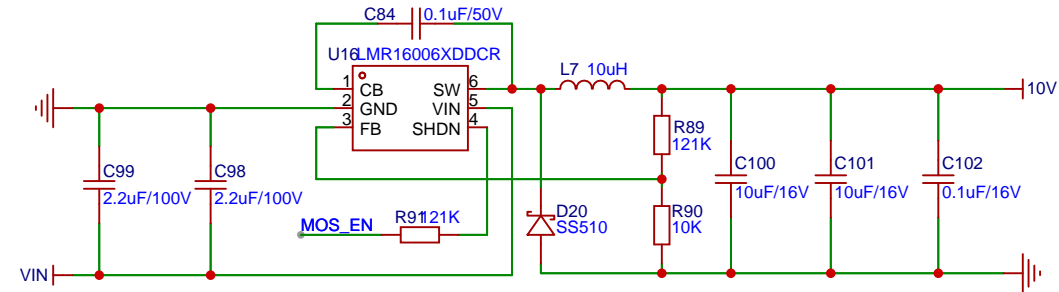 C84 0.1uF/50V
U16 LMR16006XDDCR
L7 10uH
1 CB SW 6
2 GND VIN 5
3 FB SHDN 4
10V
R89
121K
C99
2.2uF/100V
C98
2.2uF/100V
C100
10uF/16V
C101
10uF/16V
C102
0.1uF/16V
MOS_EN R91 121K
D20
SS510
R90
10K
VIN